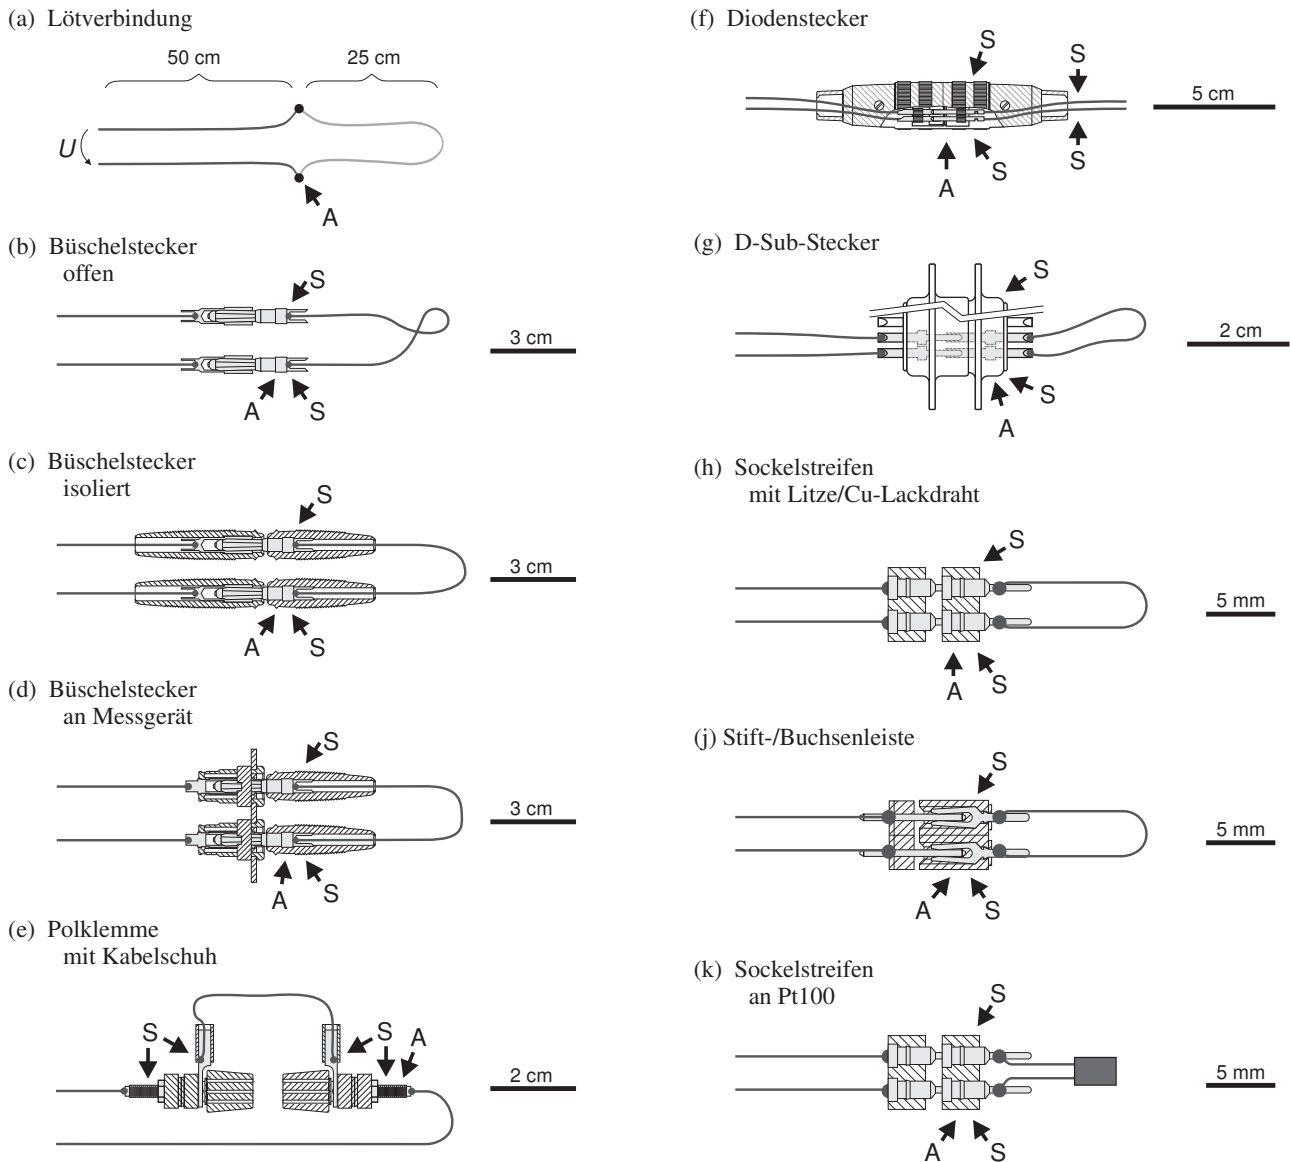 (a) Lötverbindung
50 cm
25 cm
U
A
(b) Büschelstecker
offen
S
3 cm
A
S
(c) Büschelstecker
isoliert
S
3 cm
A
S
(d) Büschelstecker
an Messgerät
S
3 cm
A
S
(e) Polklemme
mit Kabelschuh
S
S
A
2 cm
(f) Diodenstecker
S
S
5 cm
S
S
A
(g) D-Sub-Stecker
S
2 cm
S
A
(h) Sockelstreifen
mit Litze/Cu-Lackdraht
S
5 mm
A
S
(j) Stift-/Buchsenleiste
S
5 mm
A
S
(k) Sockelstreifen
an Pt100
S
5 mm
A
S